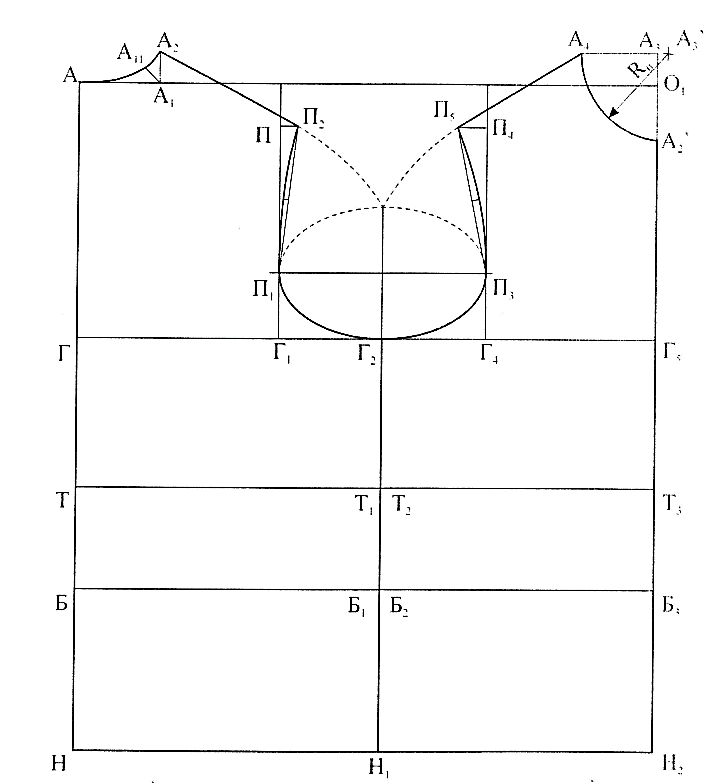 А₁₁ А₂ А₄ А₃ А₃`
А А₁ Rп О₁
П П₂ П₅ П₄ А₂`
П₁ П₃
Г Г₁ Г₂ Г₄ Г₅
Т Т₁ Т₂ Т₃
Б Б₁ Б₂ Б₃
Н Н₁ Н₂